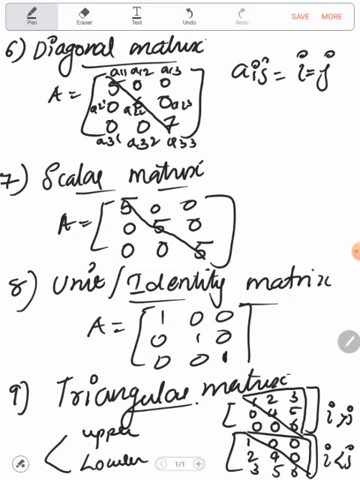 Pen Eraser Text Undo Redo SAVE MORE
6) Diagonal matrix
a11 a12 a13
A = [5 0 0
a21 0 a22 6 0 a23
0 0 7]
a31 a32 a33
aij = i=j
7) Scalar matrix
A = [5 0 0
0 5 0
0 0 5]
8) Unit/Identity matrix
A = [1 0 0
0 1 0
0 0 1]
9) Triangular matrix
upper
Lower
[1 2 3
0 4 5
0 0 6] i>j
[1 0 0
2 4 0
3 5 6] i<j
1/1